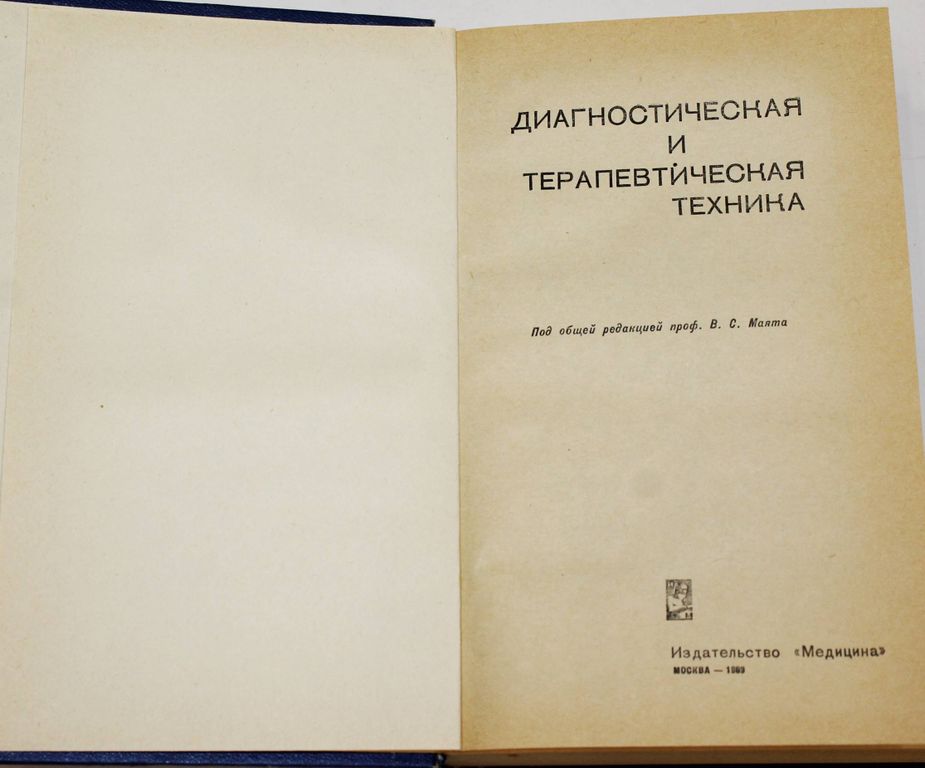 ДИАГНОСТИЧЕСКАЯ
И
ТЕРАПЕВТИЧЕСКАЯ
ТЕХНИКА
Под общей редакцией проф. В. С. Маята
Издательство «Медицина»
МОСКВА — 1969